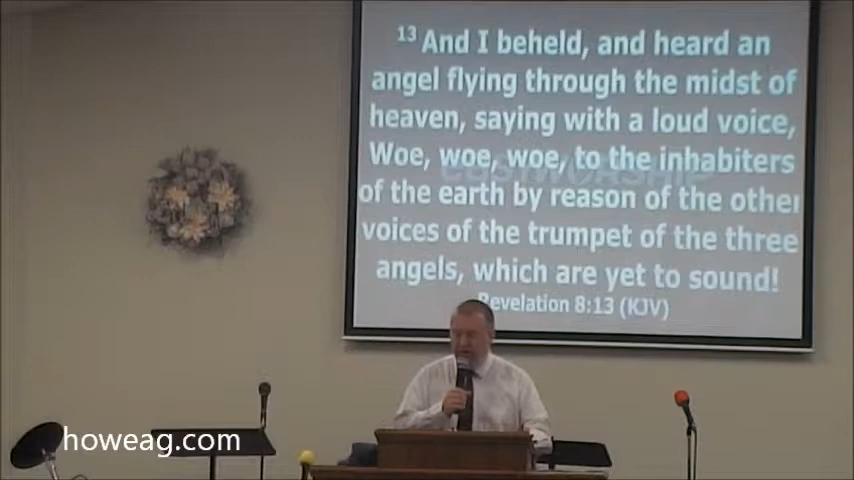 13 And I beheld, and heard an
angel flying through the midst of
heaven, saying with a loud voice,
Woe, woe, woe, to the inhabiters
of the earth by reason of the other
voices of the trumpet of the three
angels, which are yet to sound!
Revelation 8:13 (KJV)
howeag.com